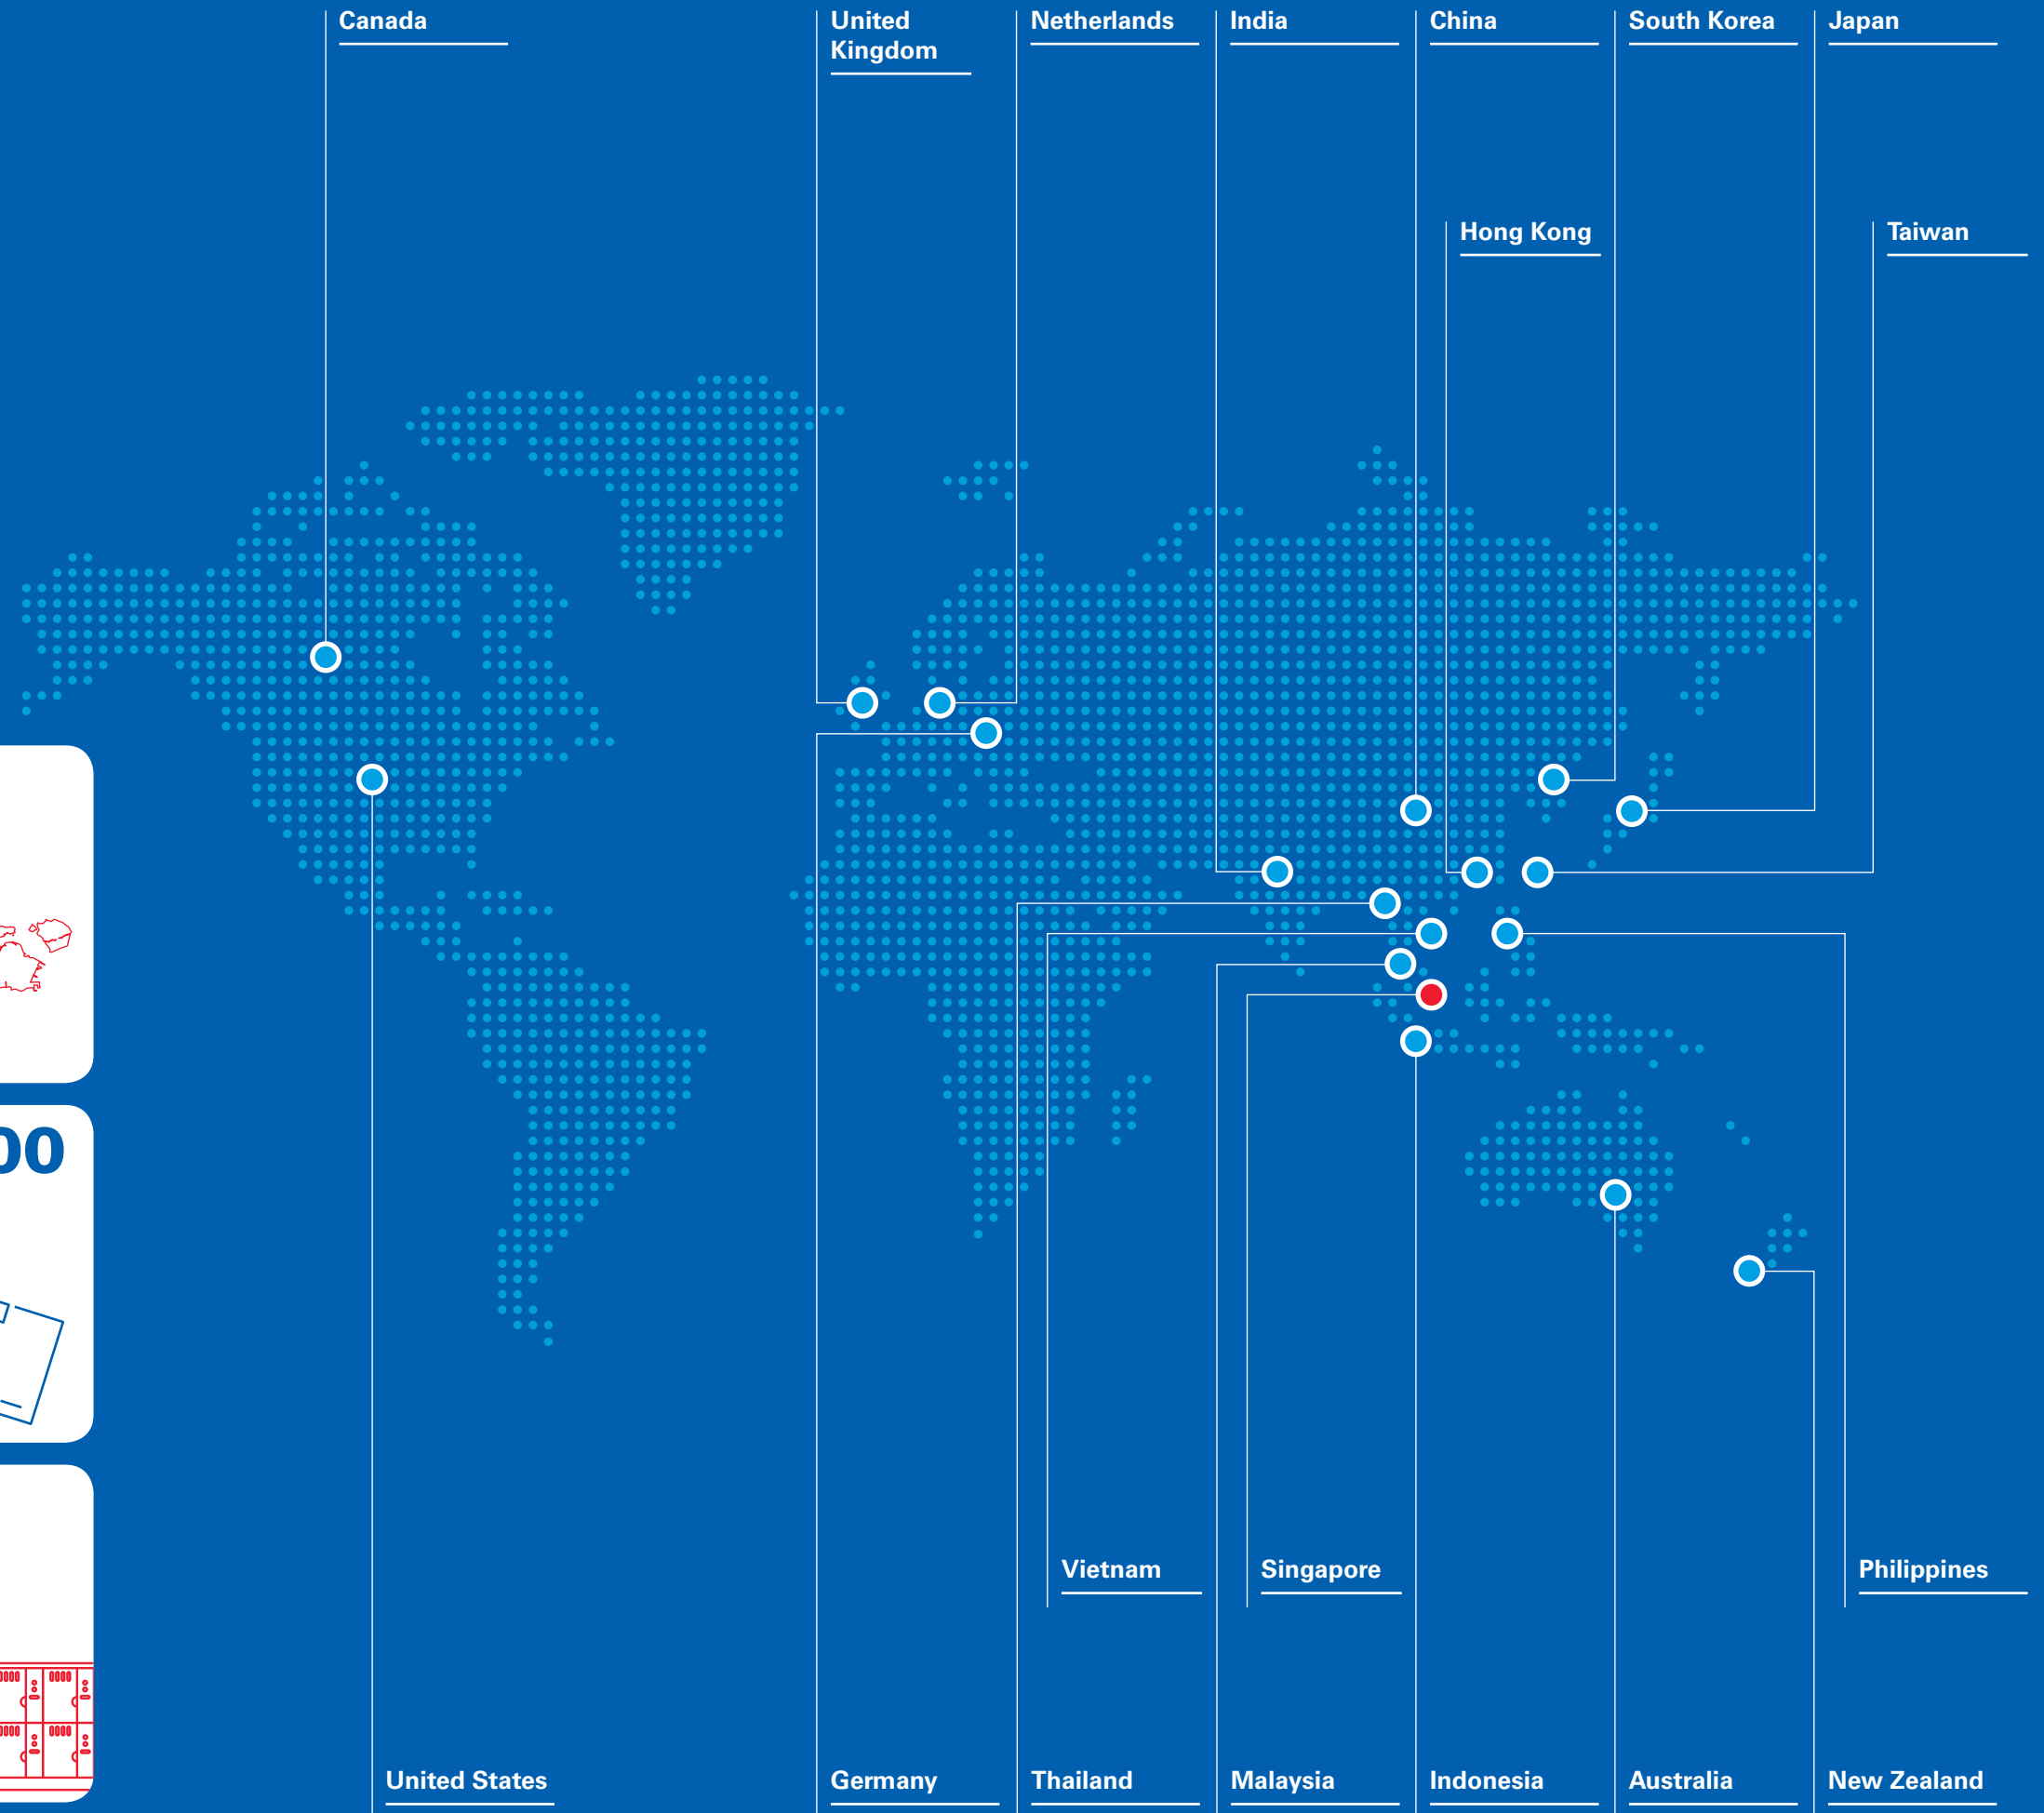 Canada
United
Kingdom
Netherlands
India
China
South Korea
Japan
Hong Kong
Taiwan
00
Vietnam
Singapore
Philippines
United States
Germany
Thailand
Malaysia
Indonesia
Australia
New Zealand